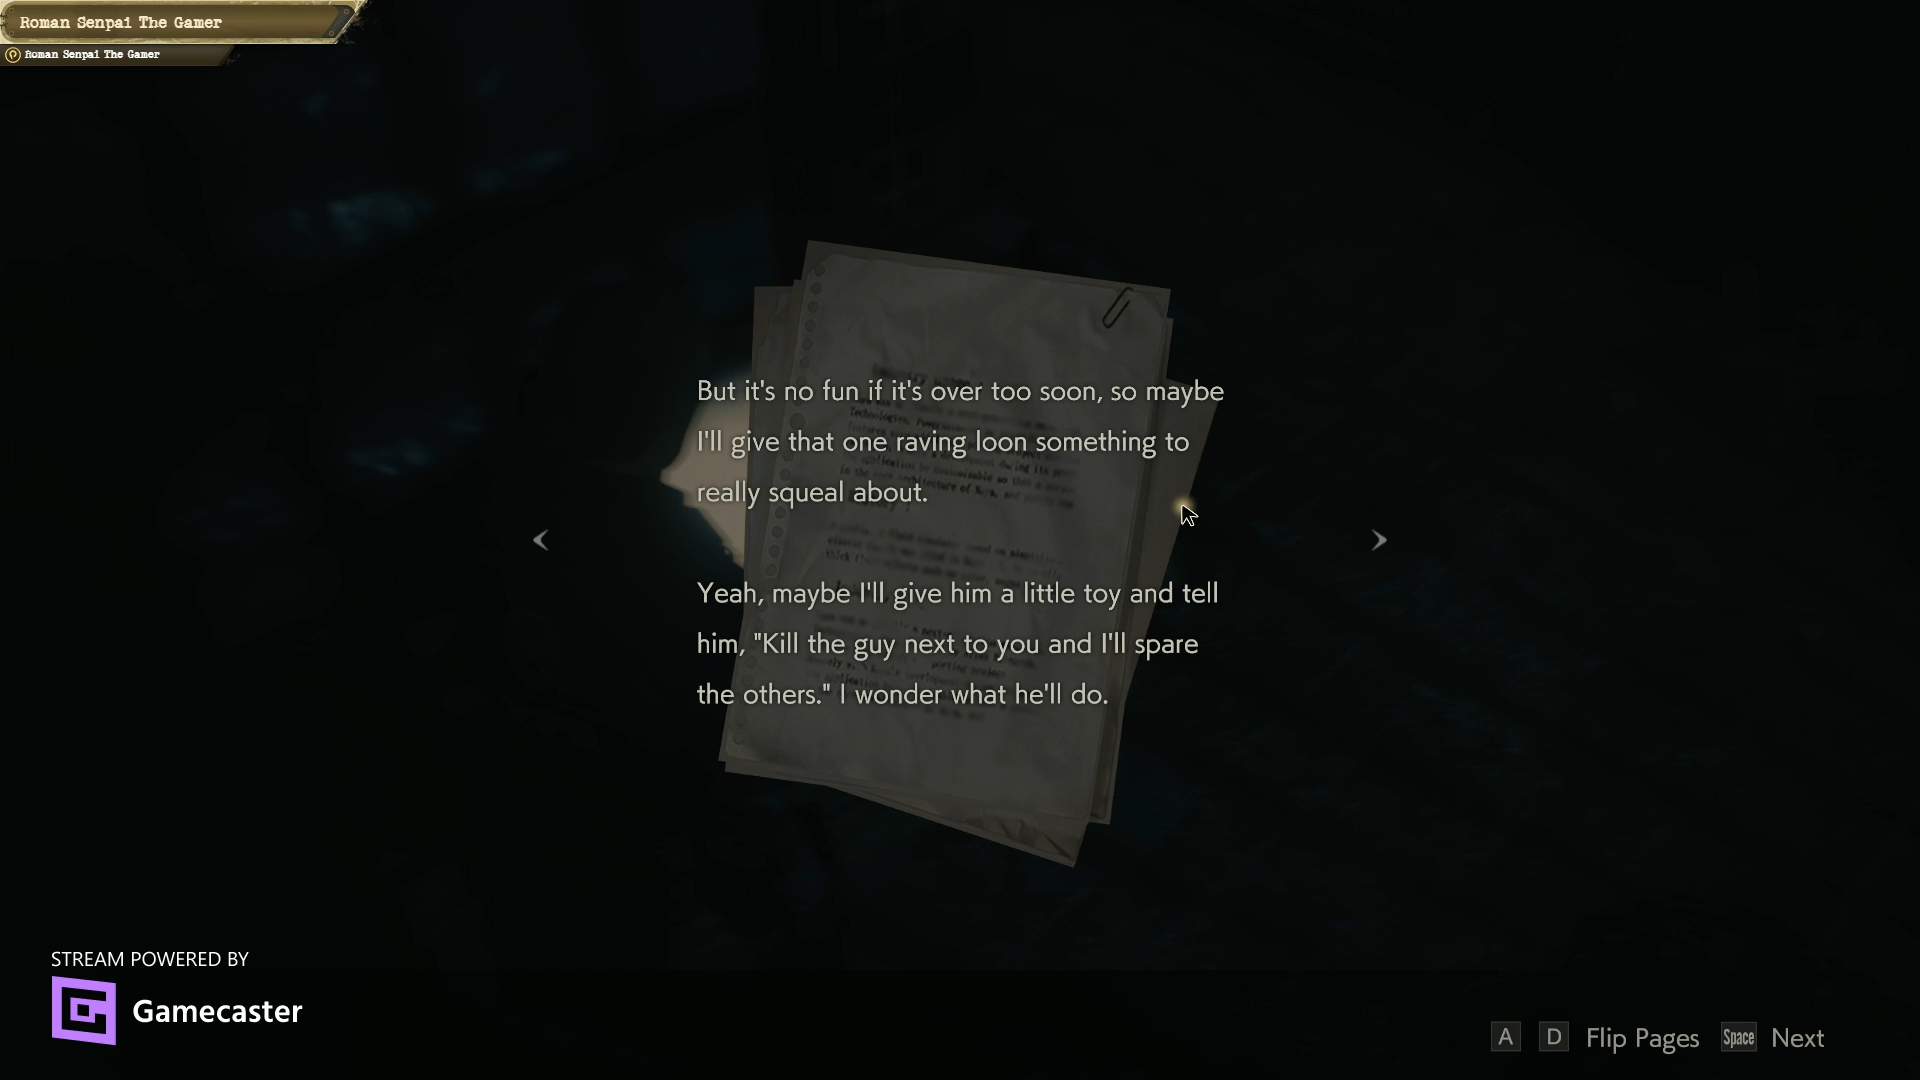 Roman Senpa1 The Gamer
Roman Senpa1 The Gamer
But it's no fun if it's over too soon, so maybe
I'll give that one raving loon something to
really squeal about.
Yeah, maybe I'll give him a little toy and tell
him, "Kill the guy next to you and I'll spare
the others." I wonder what he'll do.
STREAM POWERED BY
Gamecaster
A D Flip Pages Space Next